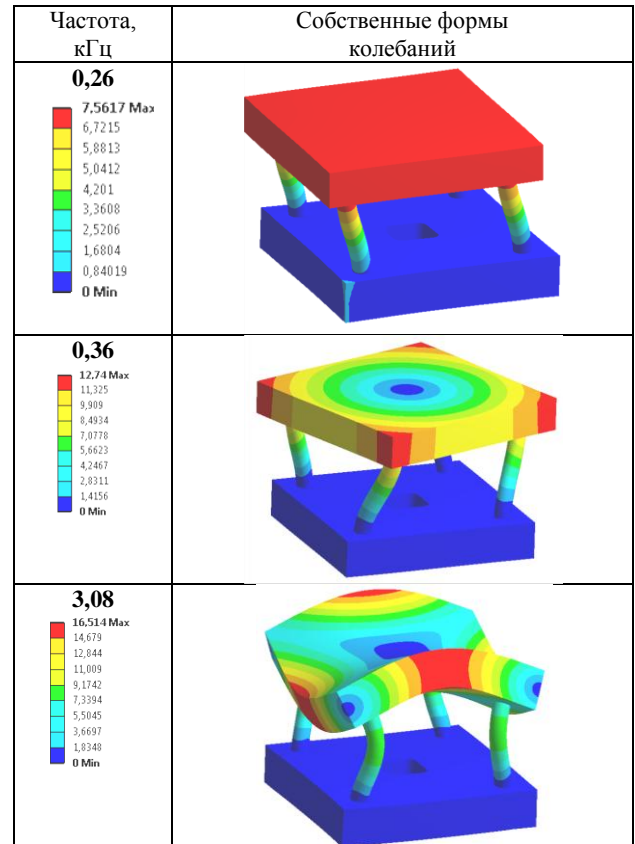 Частота,
кГц
Собственные формы
колебаний
0,26
7,5617 Max
6,7215
5,8813
5,0412
4,201
3,3608
2,5206
1,6804
0,84019
0 Min
0,36
12,74 Max
11,325
9,909
8,4934
7,0778
5,6623
4,2467
2,8311
1,4156
0 Min
3,08
16,514 Max
14,679
12,844
11,009
9,1742
7,3394
5,5045
3,6697
1,8348
0 Min